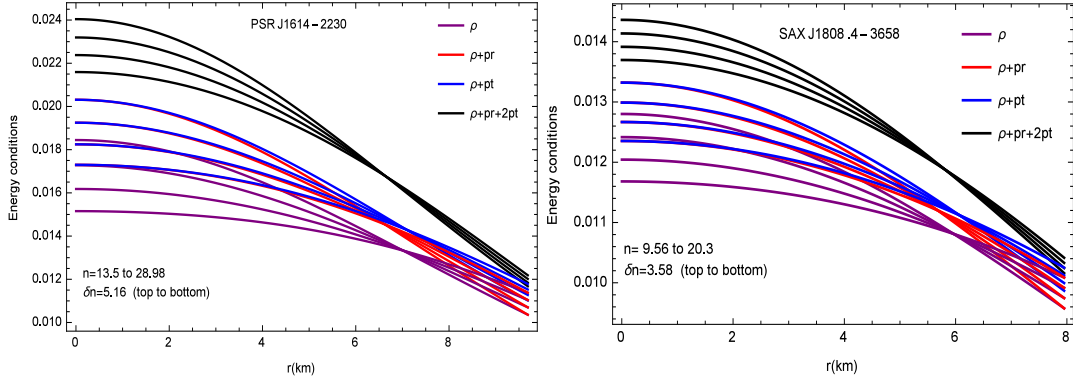 PSR J1614-2230
ρ
ρ+pr
ρ+pt
ρ+pr+2pt
n=13.5 to 28.98
δn=5.16 (top to bottom)
Energy conditions
0.024
0.022
0.020
0.018
0.016
0.014
0.012
0.010
0 2 4 6 8
r(km)
SAX J1808 .4-3658
ρ
ρ+pr
ρ+pt
ρ+pr+2pt
n= 9.56 to 20.3
δn=3.58 (top to bottom)
Energy conditions
0.014
0.013
0.012
0.011
0.010
0 2 4 6 8
r(km)